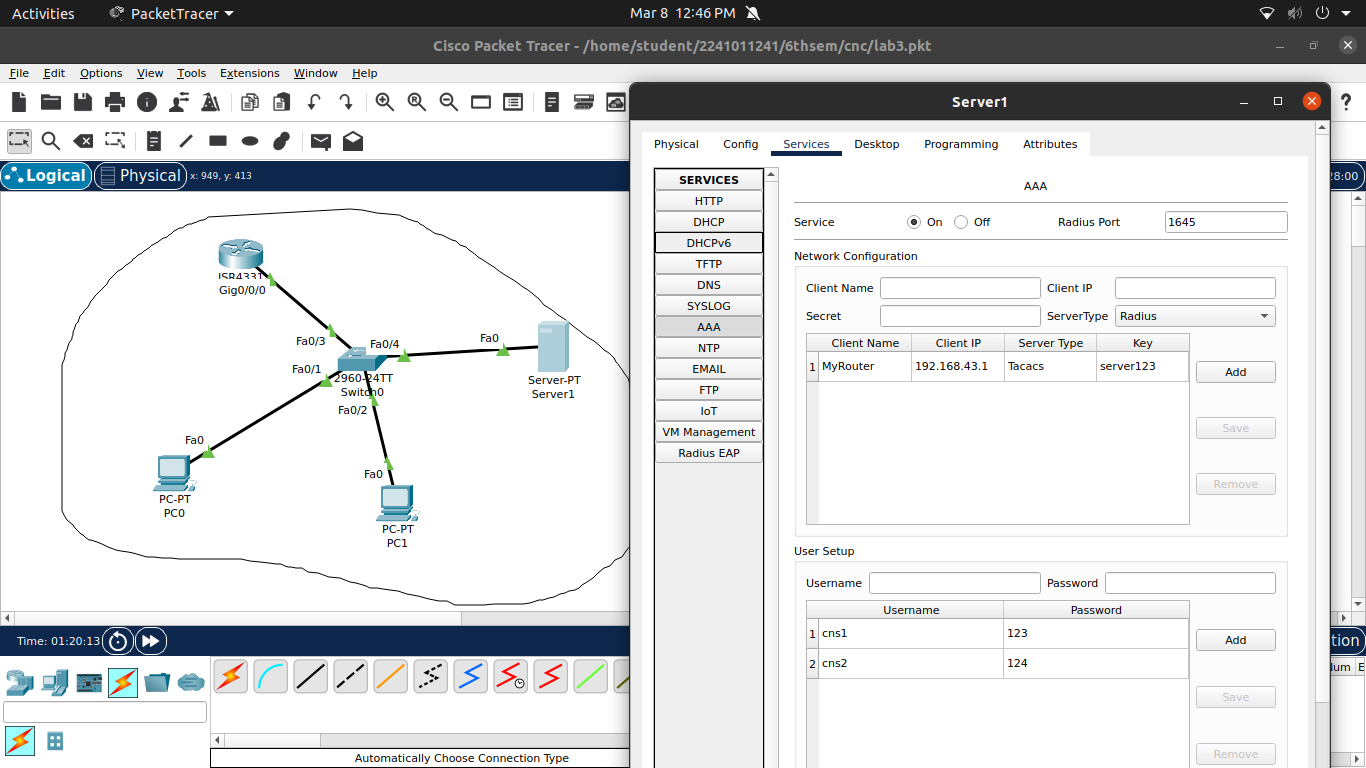 Activities PacketTracer Mar 8 12:46 PM
Cisco Packet Tracer - /home/student/2241011241/6thsem/cnc/lab3.pkt
File Edit Options View Tools Extensions Window Help
Logical Physical x: 949, y: 413
28:00
ISR4331
Gig0/0/0
Fa0/3
Fa0/4
Fa0
Fa0/1
2960-24TT
Switch0
Server-PT
Server1
Fa0/2
Fa0
PC-PT
PC0
Fa0
PC-PT
PC1
Time: 01:20:13
Automatically Choose Connection Type
Server1
Physical Config Services Desktop Programming Attributes
SERVICES
HTTP
DHCP
DHCPv6
TFTP
DNS
SYSLOG
AAA
NTP
EMAIL
FTP
IoT
VM Management
Radius EAP
AAA
Service On Off Radius Port 1645
Network Configuration
Client Name Client IP
Secret ServerType Radius
Client Name Client IP Server Type Key
1 MyRouter 192.168.43.1 Tacacs server123
Add
Save
Remove
User Setup
Username Password
Username Password
1 cns1 123
2 cns2 124
Add
Save
Remove